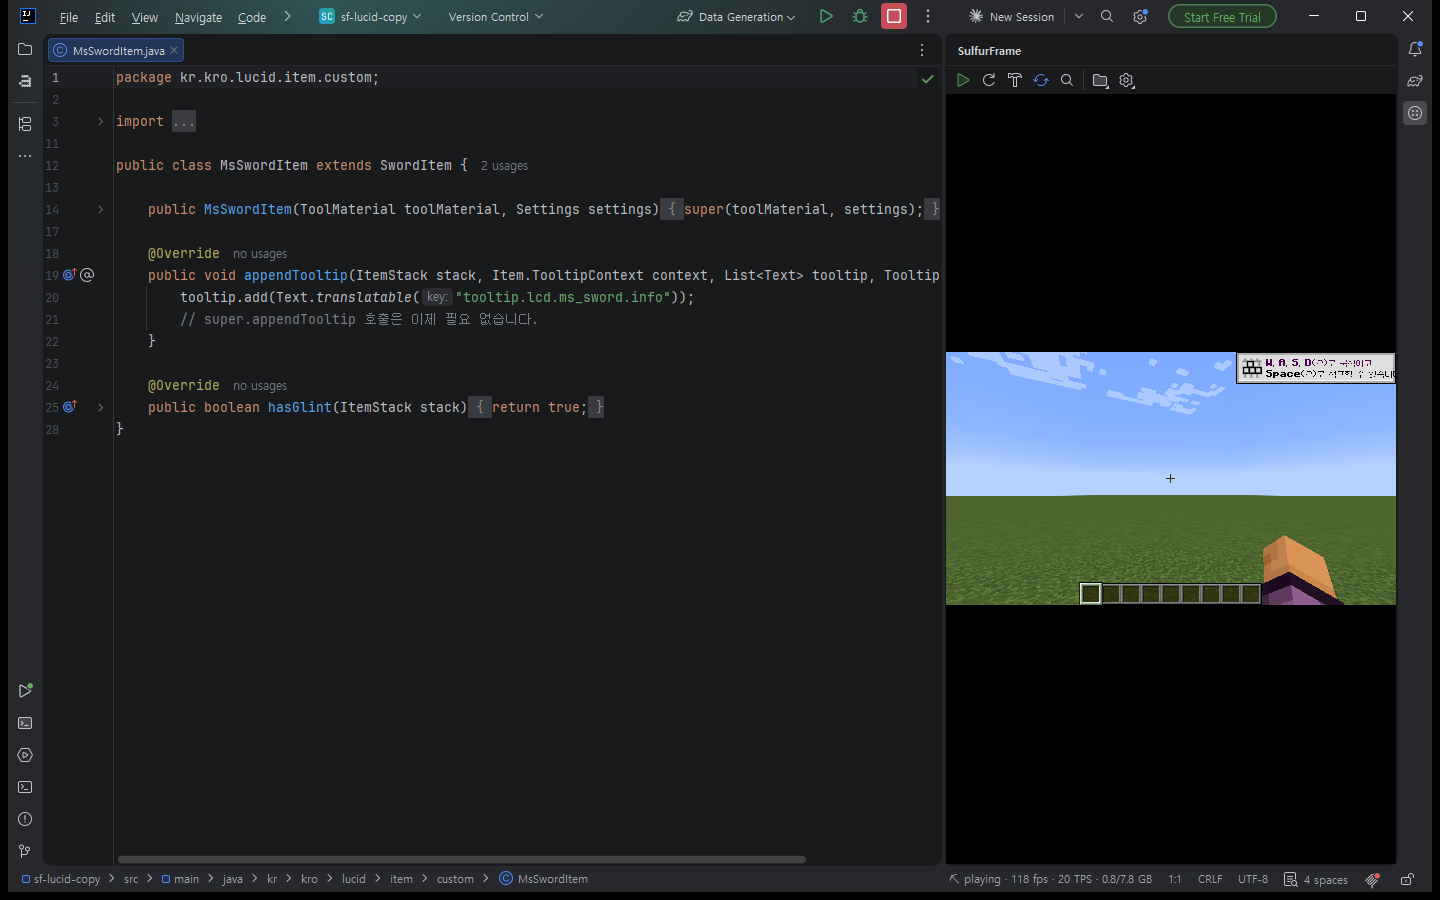 File Edit View Navigate Code
SC sf-lucid-copy
Version Control
Data Generation
New Session
Start Free Trial
MsSwordItem.java
SulfurFrame
1 package kr.kro.lucid.item.custom;
2
3 import ...
11
12 public class MsSwordItem extends SwordItem { 2 usages
13
14 public MsSwordItem(ToolMaterial toolMaterial, Settings settings) { super(toolMaterial, settings); }
17
18 @Override no usages
19 public void appendTooltip(ItemStack stack, Item.TooltipContext context, List<Text> tooltip, Tooltip
20 tooltip.add(Text.translatable( key: "tooltip.lcd.ms_sword.info"));
21 // super.appendTooltip 호출은 이제 필요 없습니다.
22 }
23
24 @Override no usages
25 public boolean hasGlint(ItemStack stack) { return true; }
28 }
W, A, S, D
Space
sf-lucid-copy > src > main > java > kr > kro > lucid > item > custom > MsSwordItem
playing · 118 fps · 20 TPS · 0.8/7.8 GB 1:1 CRLF UTF-8 4 spaces